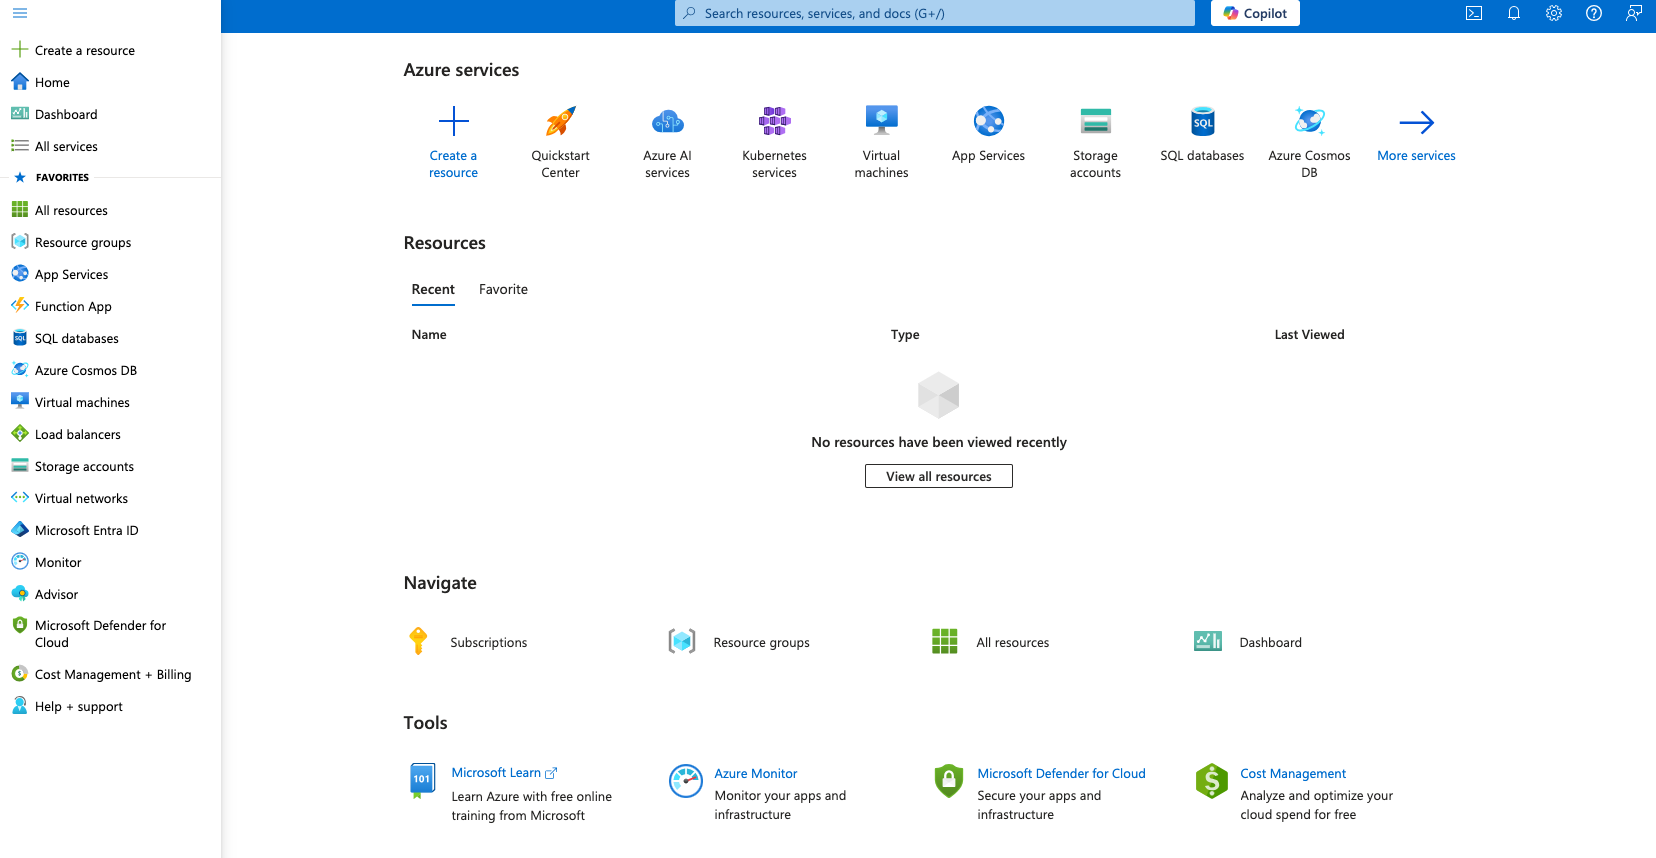 Search resources, services, and docs (G+/)
Copilot
Create a resource
Home
Dashboard
All services
FAVORITES
All resources
Resource groups
App Services
Function App
SQL databases
Azure Cosmos DB
Virtual machines
Load balancers
Storage accounts
Virtual networks
Microsoft Entra ID
Monitor
Advisor
Microsoft Defender for
Cloud
Cost Management + Billing
Help + support
Azure services
Create a
resource
Quickstart
Center
Azure AI
services
Kubernetes
services
Virtual
machines
App Services
Storage
accounts
SQL
SQL databases
Azure Cosmos
DB
More services
Resources
Recent
Favorite
Name
Type
Last Viewed
No resources have been viewed recently
View all resources
Navigate
Subscriptions
Resource groups
All resources
Dashboard
Tools
101
Microsoft Learn
Learn Azure with free online
training from Microsoft
Azure Monitor
Monitor your apps and
infrastructure
Microsoft Defender for Cloud
Secure your apps and
infrastructure
Cost Management
Analyze and optimize your
cloud spend for free